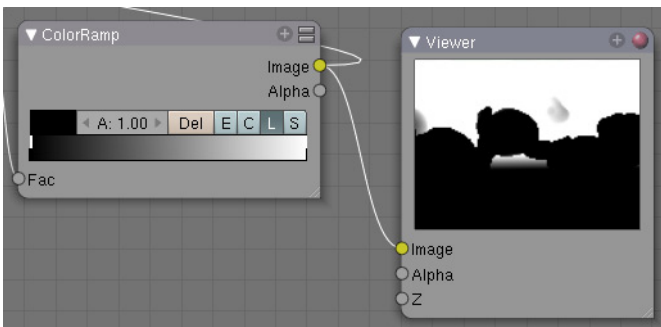 ColorRamp
Image
Alpha
A: 1.00 Del E C L S
Fac
Viewer
Image
Alpha
Z